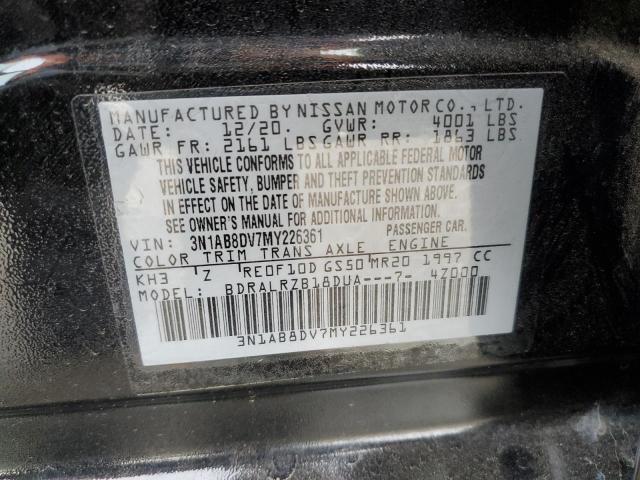 MANUFACTURED BY NISSAN MOTOR CO., LTD.
DATE: 12/20. GVWR: 4001 LBS
GAWR FR: 2161 LBS GAWR RR: 1863 LBS
THIS VEHICLE CONFORMS TO ALL APPLICABLE FEDERAL MOTOR
VEHICLE SAFETY, BUMPER AND THEFT PREVENTION STANDARDS
IN EFFECT ON THE DATE OF MANUFACTURE SHOWN ABOVE.
SEE OWNER'S MANUAL FOR ADDITIONAL INFORMATION.
VIN: 3N1AB8DV7MY226361 PASSENGER CAR.
COLOR TRIM TRANS AXLE ENGINE
KH3 Z RE0F10D GS50 MR20 1997 CC
MODEL: BDRALRZB18DUA---7- 4Z000
3N1AB8DV7MY226361